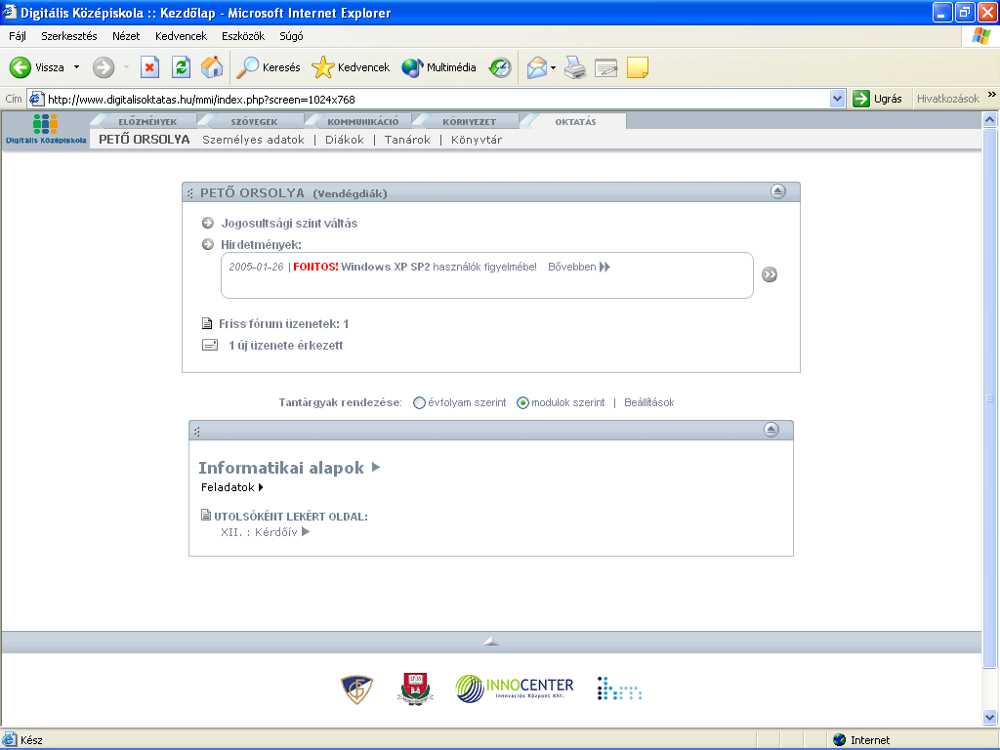 Digitális Középiskola :: Kezdőlap - Microsoft Internet Explorer
Fájl Szerkesztés Nézet Kedvencek Eszközök Súgó
Vissza Keresés Kedvencek Multimédia
Cím http://www.digitalisoktatas.hu/mmi/index.php?screen=1024x768 Ugrás Hivatkozások »
ELŐZMÉNYEK SZÖVEGEK KOMMUNIKÁCIÓ KÖRNYEZET OKTATÁS
Digitális Középiskola PETŐ ORSOLYA Személyes adatok | Diákok | Tanárok | Könyvtár
PETŐ ORSOLYA (Vendégdiák)
Jogosultsági szint váltás
Hirdetmények:
2005-01-26 | FONTOS! Windows XP SP2 használók figyelmébe! Bővebben
Friss fórum üzenetek: 1
1 új üzenete érkezett
Tantárgyak rendezése: évfolyam szerint modulok szerint | Beállítások
Informatikai alapok
Feladatok
UTOLSÓKÉNT LEKÉRT OLDAL:
XII. : Kérdőív
INNOCENTER
Innovációs Központ Kht.
Kész Internet